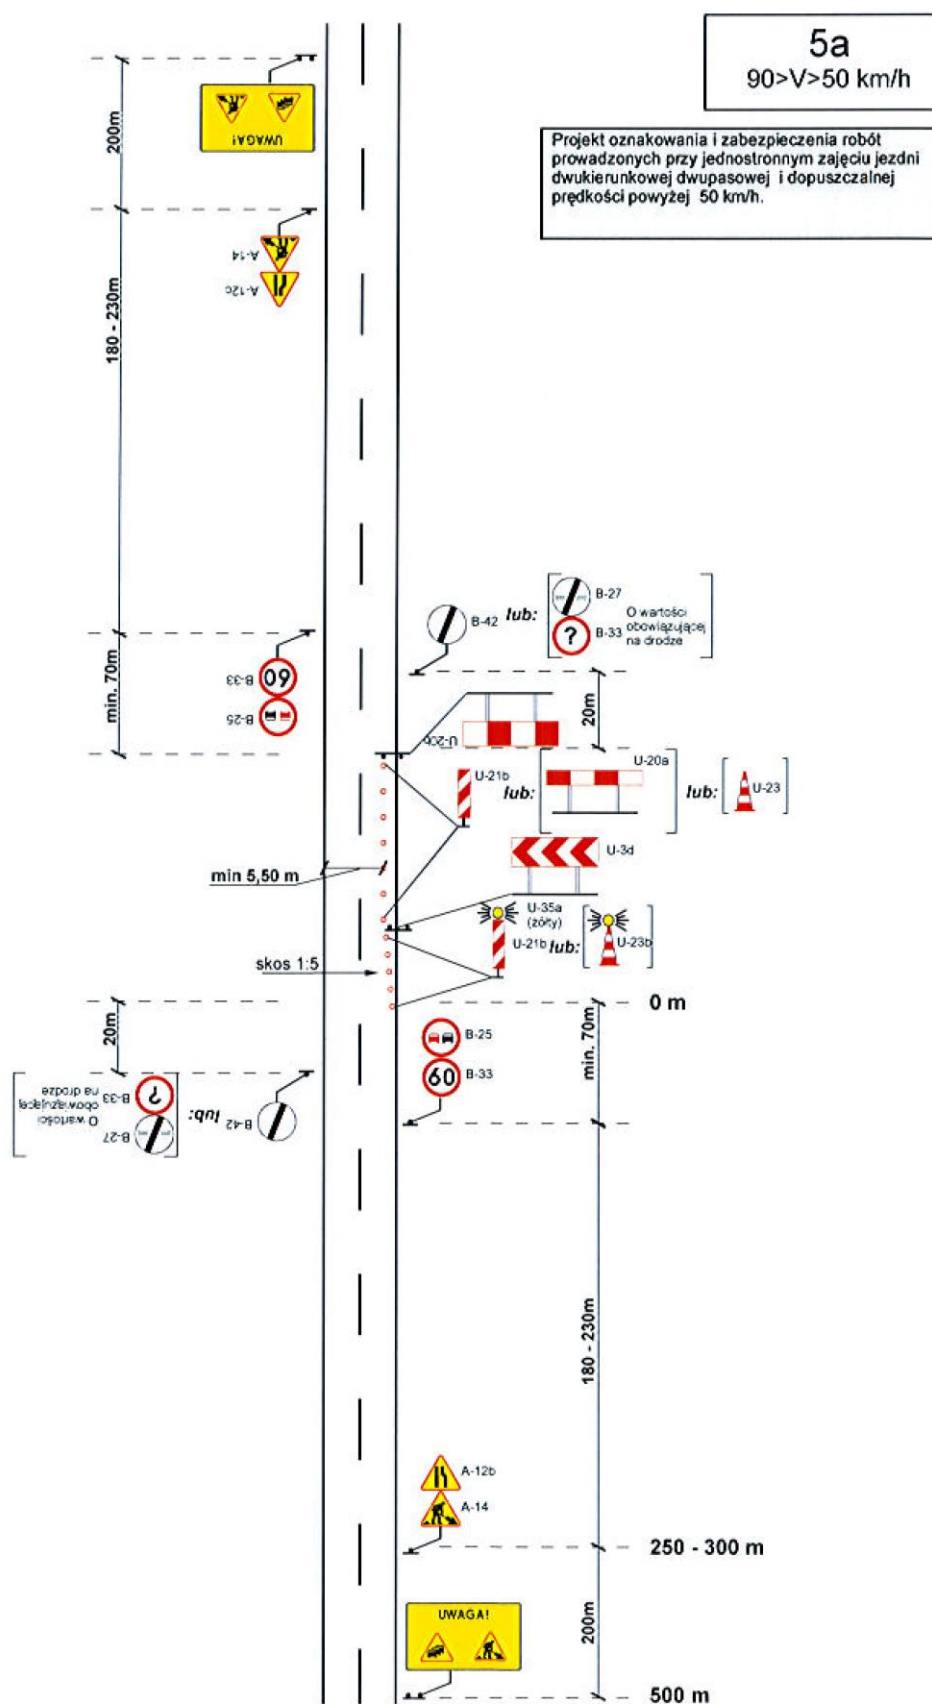 5a
90>V>50 km/h
Projekt oznakowania i zabezpieczenia robót
prowadzonych przy jednostronnym zajęciu jezdni
dwukierunkowej dwupasowej i dopuszczalnej
prędkości powyżej 50 km/h.
200m
UWAGA!
A-14
A-12c
180 - 230m
B-42
lub:
B-27
B-33
O wartości
obowiązującej
na drodze
?
min. 70m
60
B-33
B-25
20m
U-20b
U-21b
lub:
U-20a
lub:
U-23
U-3d
min 5,50 m
U-35a
(żółty)
U-21b
lub:
U-23b
skos 1:5
0 m
20m
B-25
60
B-33
min. 70m
B-33
?
B-27
O wartości
obowiązującej
na drodze
lub:
B-42
180 - 230m
A-12b
A-14
250 - 300 m
UWAGA!
200m
500 m